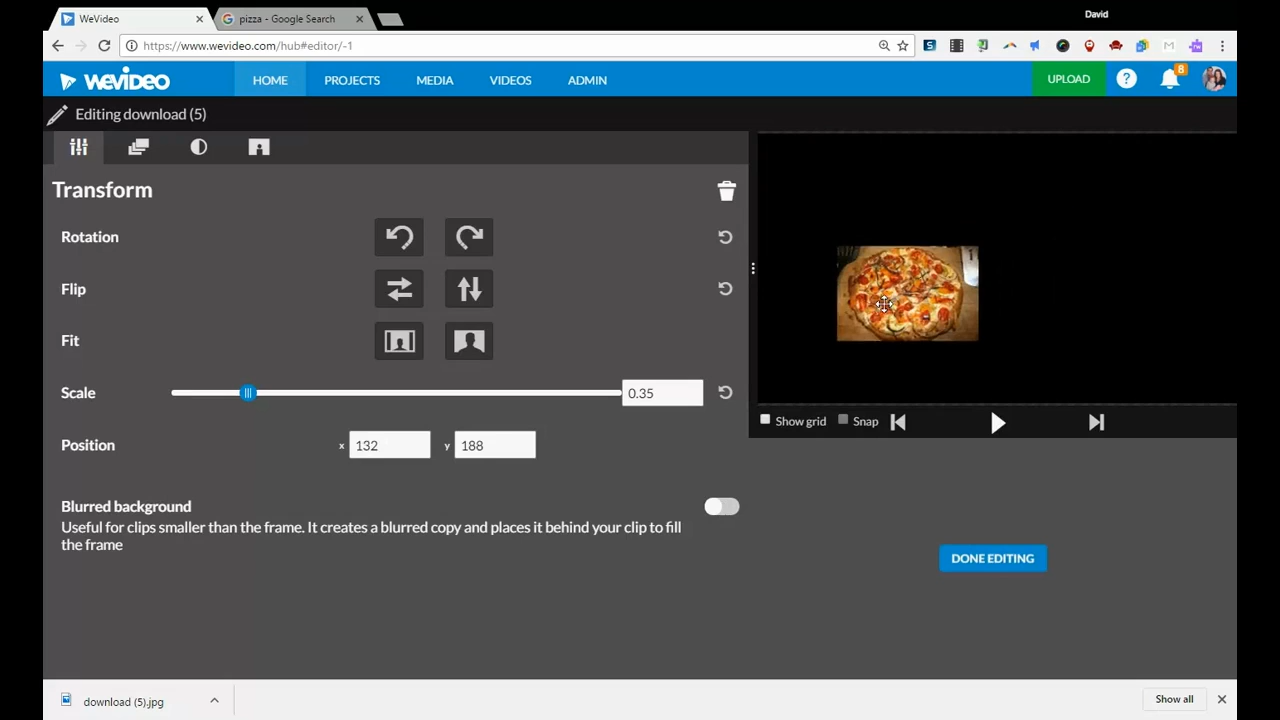 David
WeVideo
pizza - Google Search
https://www.wevideo.com/hub#editor/-1
WEVIDEO
HOME
PROJECTS
MEDIA
VIDEOS
ADMIN
UPLOAD
?
8
Editing download (5)
Transform
Rotation
Flip
Fit
Scale
0.35
Position
x 132
y 188
Show grid
Snap
Blurred background
Useful for clips smaller than the frame. It creates a blurred copy and places it behind your clip to fill
the frame
DONE EDITING
download (5).jpg
Show all